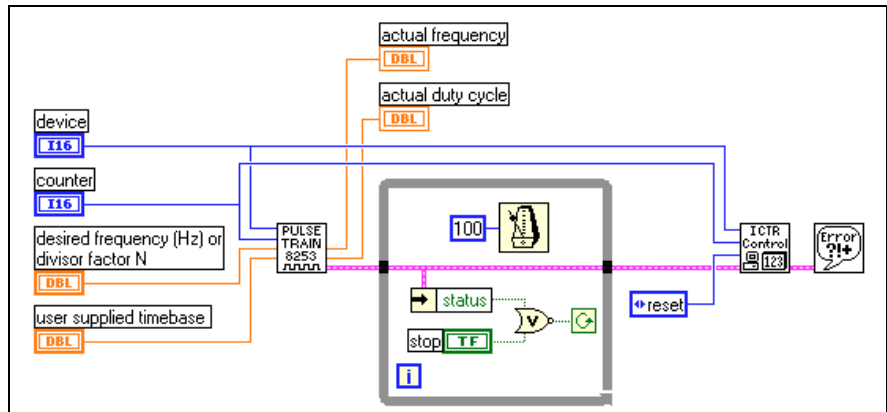 actual frequency
DBL
actual duty cycle
DBL
device
I16
counter
I16
desired frequency (Hz) or
divisor factor N
DBL
user supplied timebase
DBL
PULSE
TRAIN
8253
100
status
V
stop
TF
i
ICTR
Control
123
reset
Error
?!+